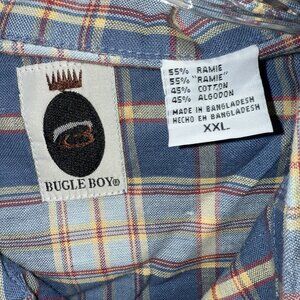 BUGLE BOY®
55% RAMIE
55% "RAMIE"
45% COTTON
45% ALGODON
MADE IN BANGLADESH
HECHO EN BANGLADESH
XXL